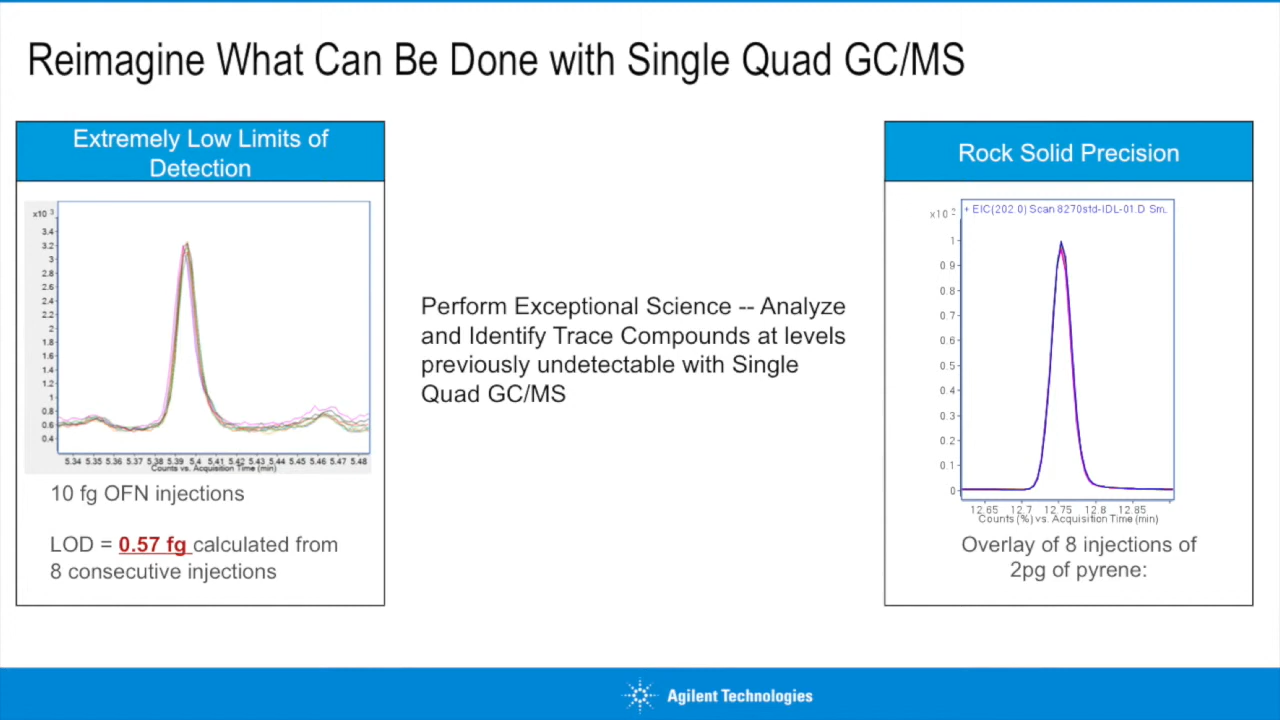 Reimagine What Can Be Done with Single Quad GC/MS
Extremely Low Limits of
Detection
x10 3
3.4
3.2
3
2.8
2.6
2.4
2.2
2
1.8
1.6
1.4
1.2
1
0.8
0.6
0.4
5.34 5.35 5.36 5.37 5.38 5.39 5.4 5.41 5.42 5.43 5.44 5.45 5.46 5.47 5.48
Counts vs. Acquisition Time (min)
10 fg OFN injections
LOD = 0.57 fg calculated from
8 consecutive injections
Perform Exceptional Science -- Analyze
and Identify Trace Compounds at levels
previously undetectable with Single
Quad GC/MS
Rock Solid Precision
x10
+ EIC(202.0) Scan 8270std-IDL-01.D Sm..
1
0.9
0.8
0.7
0.6
0.5
0.4
0.3
0.2
0.1
0
12.65 12.7 12.75 12.8 12.85
Counts (%) vs. Acquisition Time (min)
Overlay of 8 injections of
2pg of pyrene:
Agilent Technologies